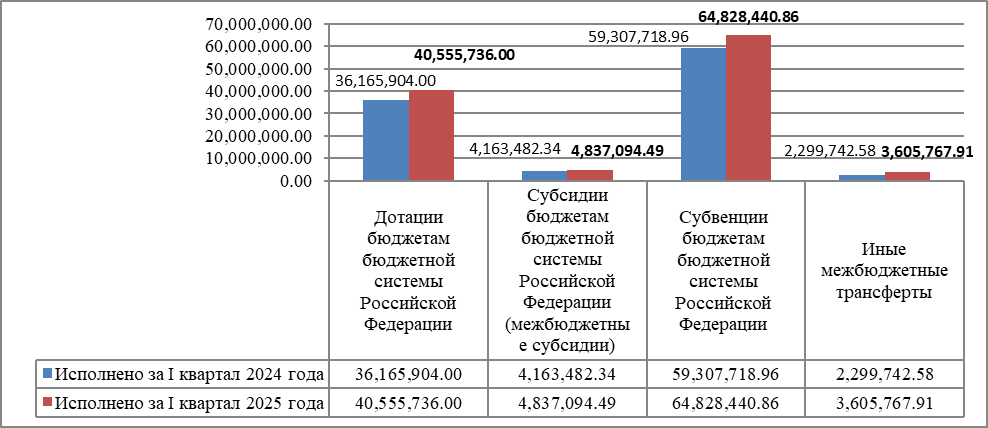 70,000,000.00
60,000,000.00
50,000,000.00
40,000,000.00
30,000,000.00
20,000,000.00
10,000,000.00
0.00
36,165,904.00
40,555,736.00
4,163,482.34
4,837,094.49
59,307,718.96
64,828,440.86
2,299,742.58
3,605,767.91
Дотации
бюджетам
бюджетной
системы
Российской
Федерации
Субсидии
бюджетам
бюджетной
системы
Российской
Федерации
(межбюджетны
е субсидии)
Субвенции
бюджетам
бюджетной
системы
Российской
Федерации
Иные
межбюджетные
трансферты
Исполнено за I квартал 2024 года 36,165,904.00 4,163,482.34 59,307,718.96 2,299,742.58
Исполнено за I квартал 2025 года 40,555,736.00 4,837,094.49 64,828,440.86 3,605,767.91